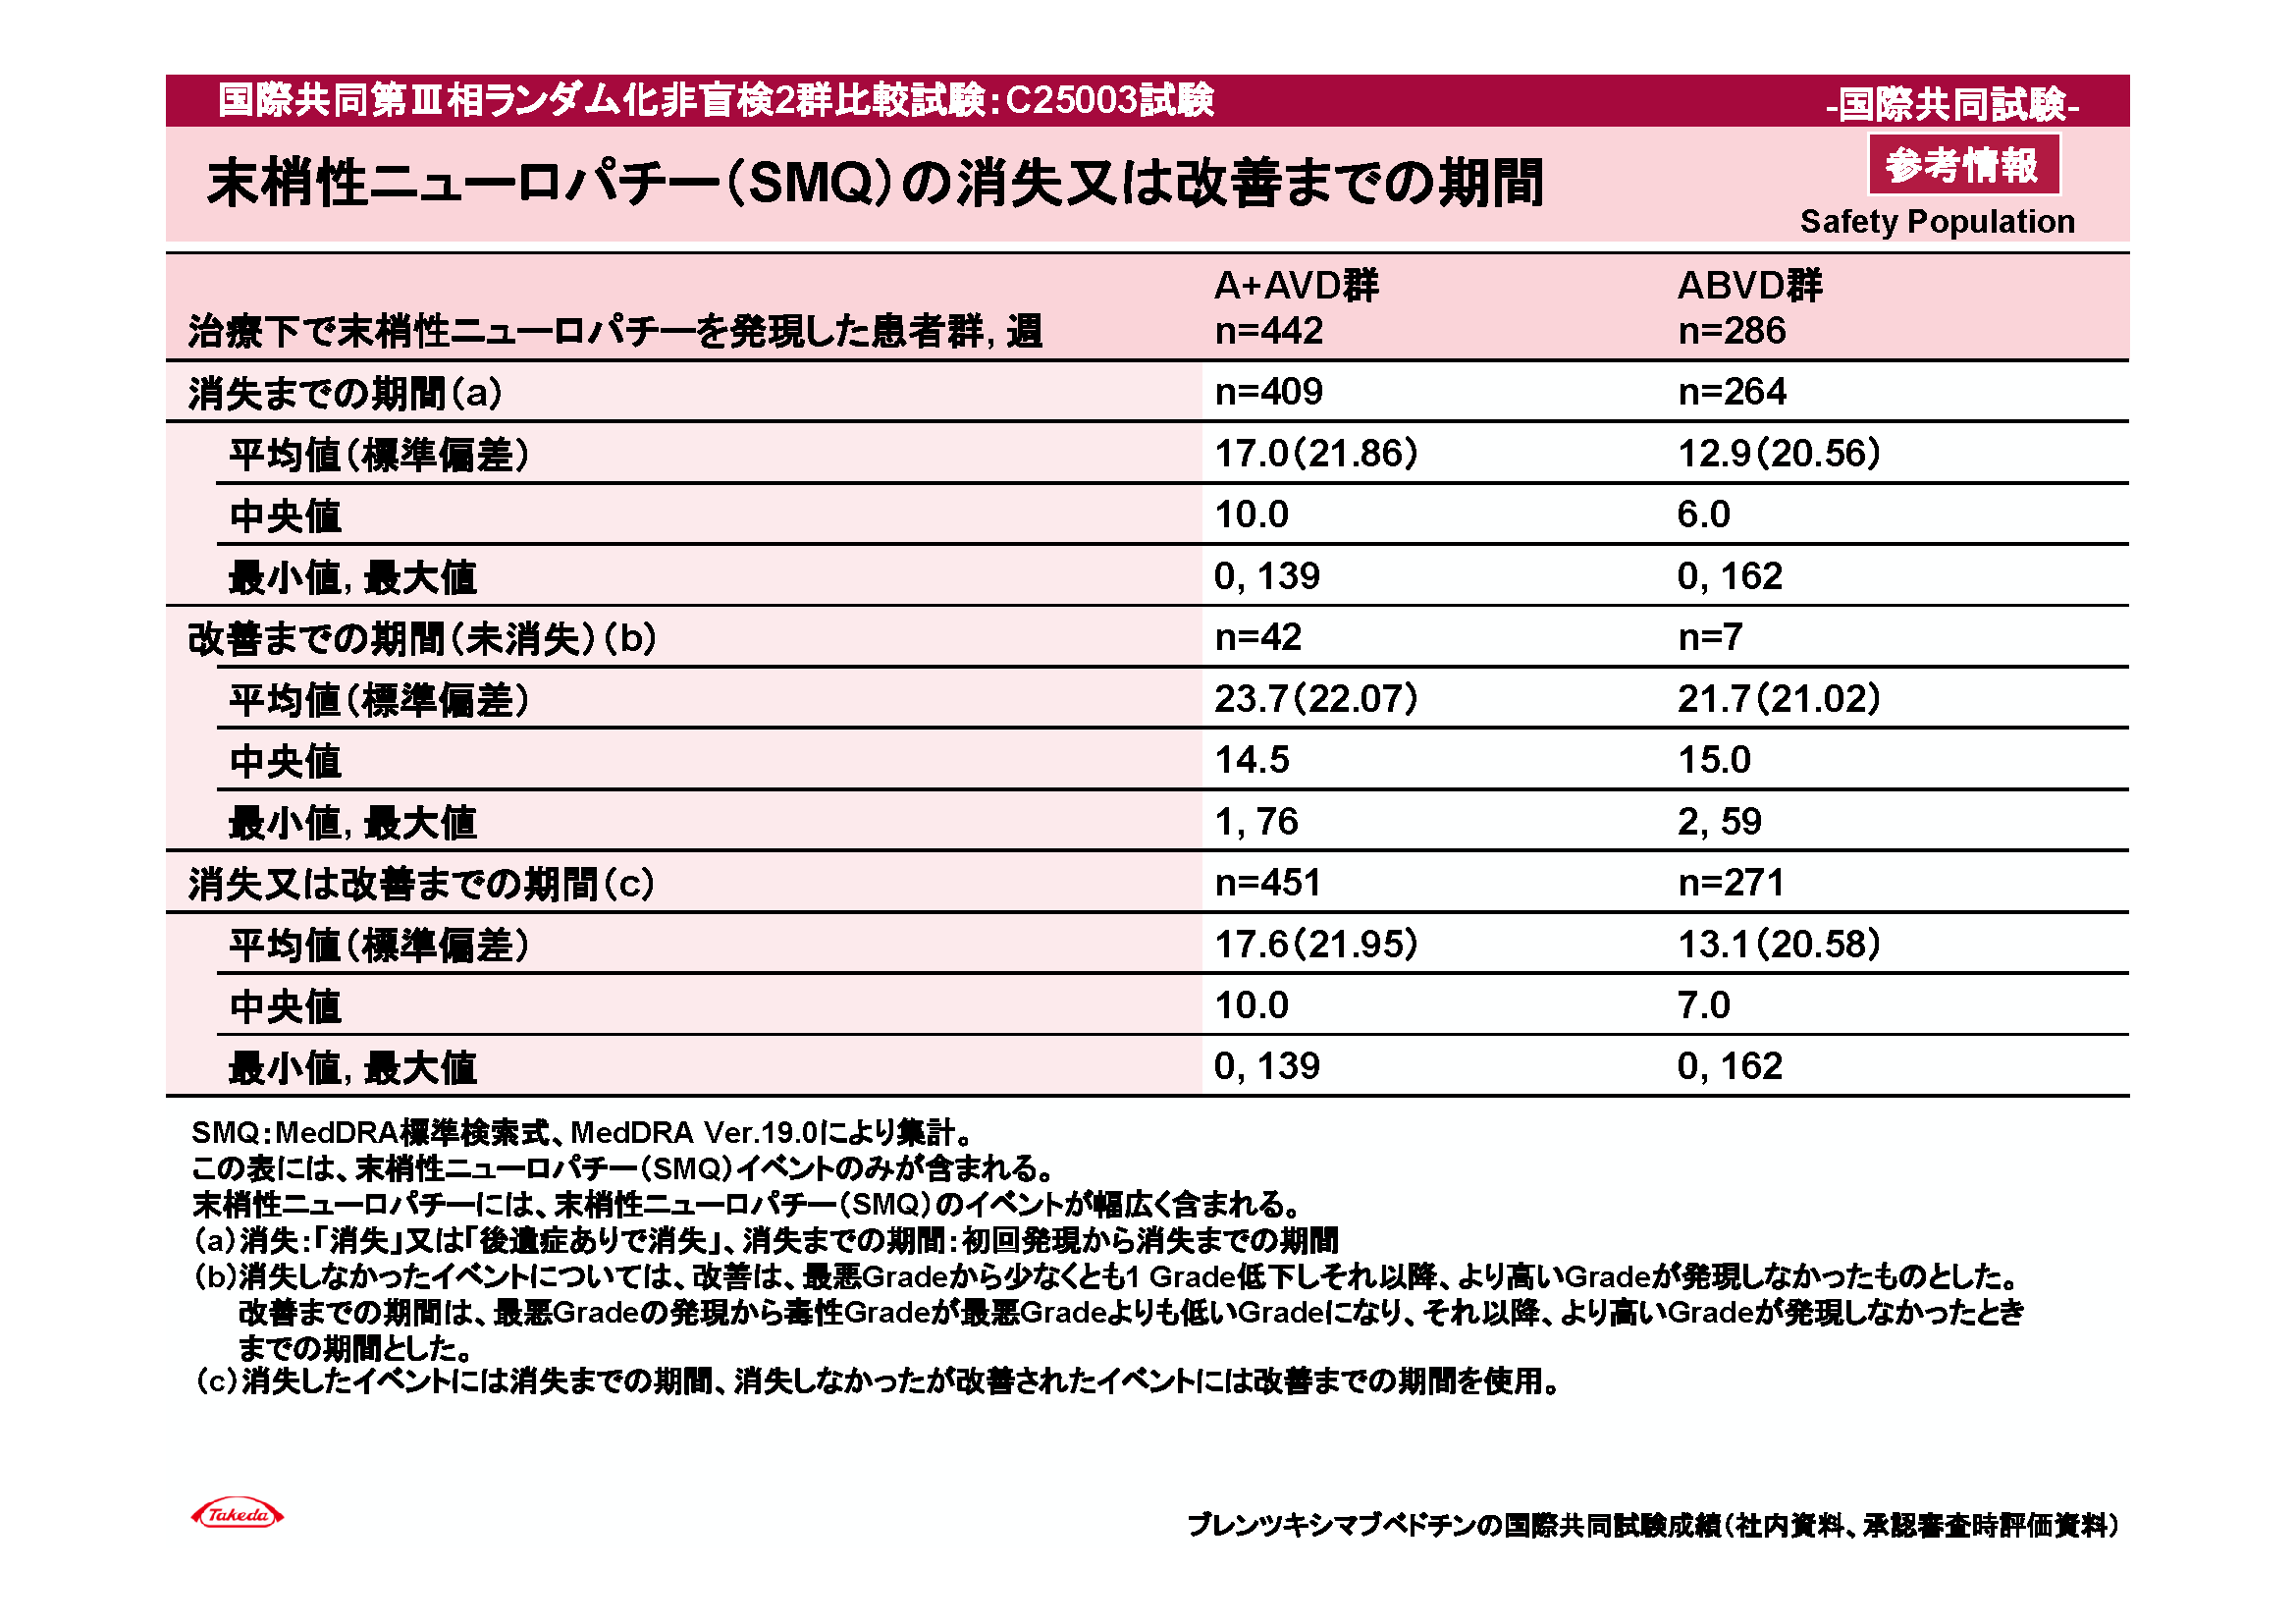 国際共同第Ⅲ相ランダム化非盲検2群比較試験：C25003試験
-国際共同試験-
末梢性ニューロパチー（SMQ）の消失又は改善までの期間
参考情報
Safety Population
A+AVD群 ABVD群
治療下で末梢性ニューロパチーを発現した患者群, 週 n=442 n=286
消失までの期間（a） n=409 n=264
平均値（標準偏差） 17.0（21.86） 12.9（20.56）
中央値 10.0 6.0
最小値, 最大値 0, 139 0, 162
改善までの期間（未消失）（b） n=42 n=7
平均値（標準偏差） 23.7（22.07） 21.7（21.02）
中央値 14.5 15.0
最小値, 最大値 1, 76 2, 59
消失又は改善までの期間（c） n=451 n=271
平均値（標準偏差） 17.6（21.95） 13.1（20.58）
中央値 10.0 7.0
最小値, 最大値 0, 139 0, 162
SMQ：MedDRA標準検索式、MedDRA Ver.19.0により集計。
この表には、末梢性ニューロパチー（SMQ）イベントのみが含まれる。
末梢性ニューロパチーには、末梢性ニューロパチー（SMQ）のイベントが幅広く含まれる。
（a）消失：「消失」又は「後遺症ありで消失」、消失までの期間：初回発現から消失までの期間
（b）消失しなかったイベントについては、改善は、最悪Gradeから少なくとも1 Grade低下しそれ以降、より高いGradeが発現しなかったものとした。
改善までの期間は、最悪Gradeの発現から毒性Gradeが最悪Gradeよりも低いGradeになり、それ以降、より高いGradeが発現しなかったとき
までの期間とした。
（c）消失したイベントには消失までの期間、消失しなかったが改善されたイベントには改善までの期間を使用。
Takeda
ブレンツキシマブベドチンの国際共同試験成績（社内資料、承認審査時評価資料）